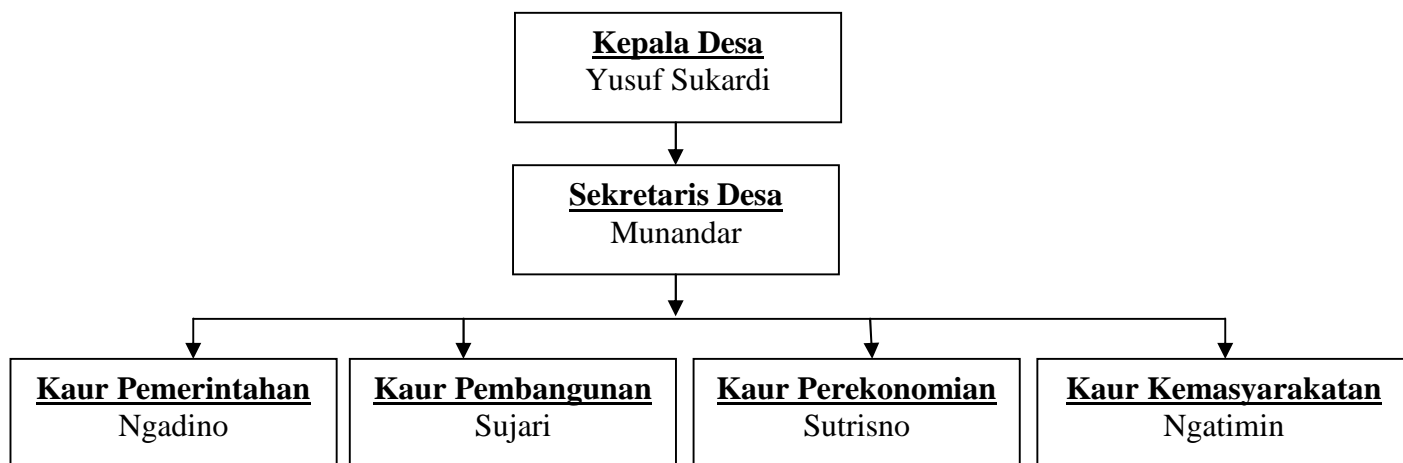 Kepala Desa
Yusuf Sukardi
Sekretaris Desa
Munandar
Kaur Pemerintahan
Ngadino
Kaur Pembangunan
Sujari
Kaur Perekonomian
Sutrisno
Kaur Kemasyarakatan
Ngatimin